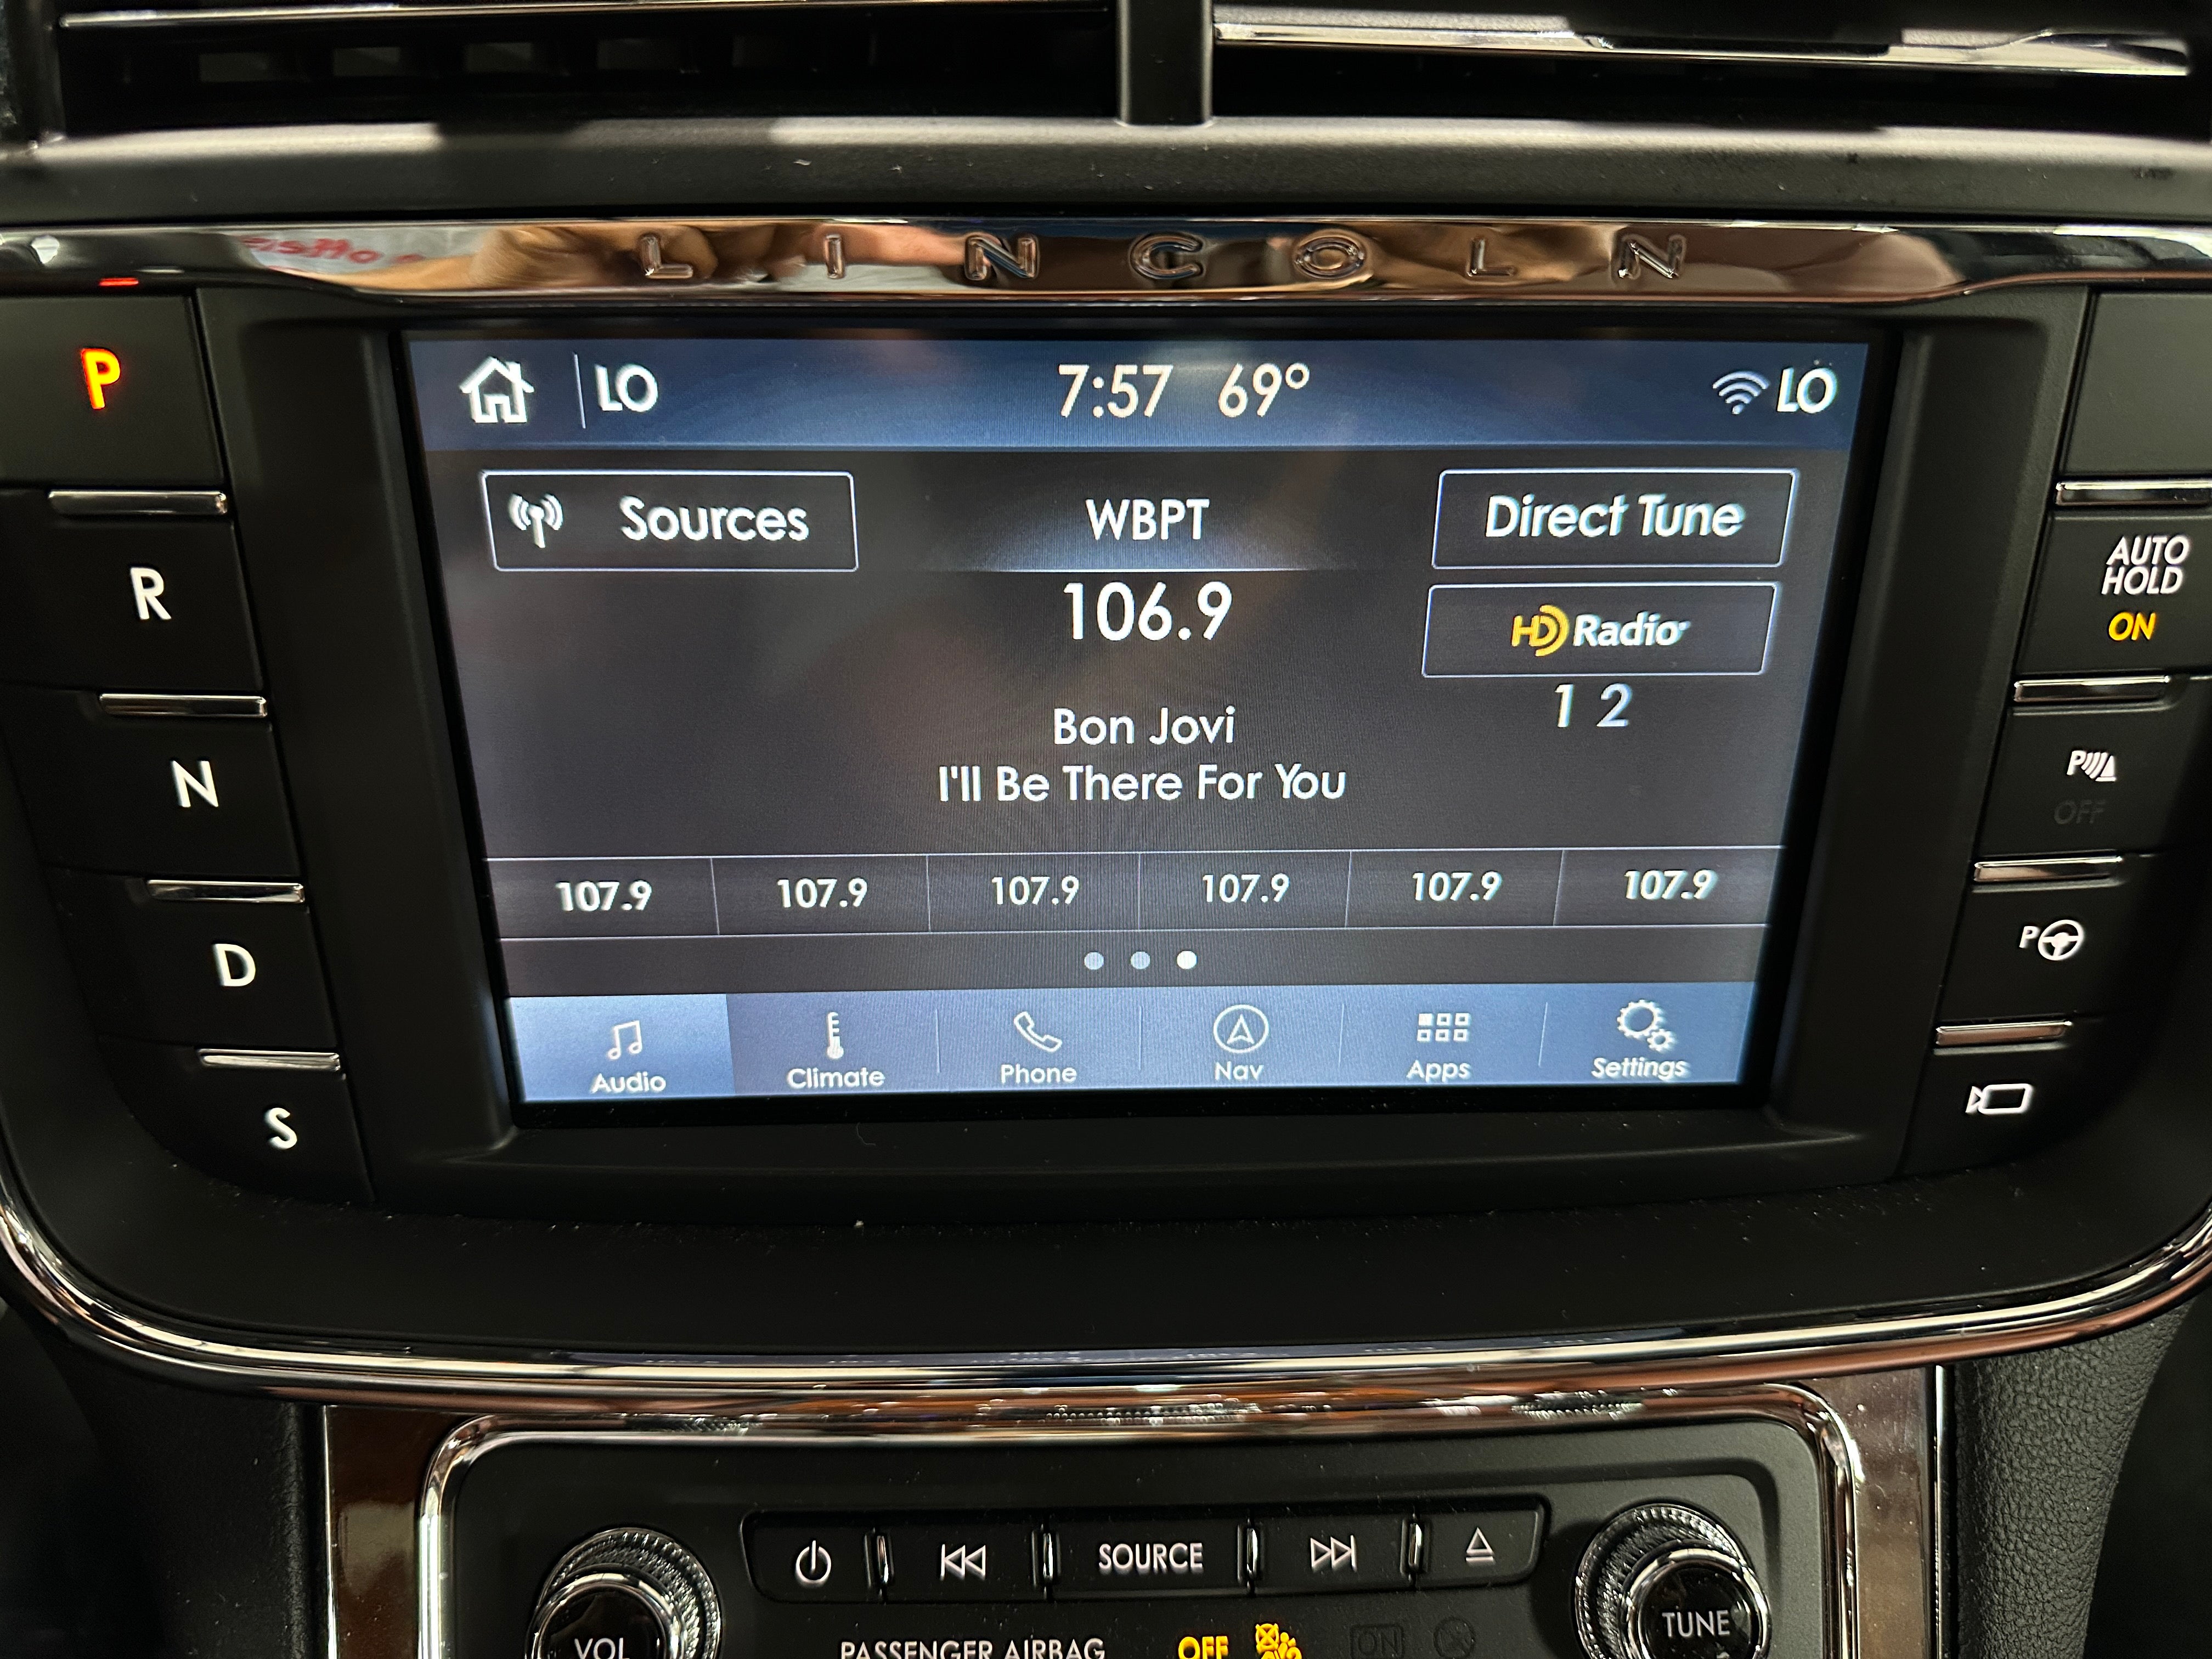 LINCOLN
P
R
N
D
S
LO 7:57 69° LO
Sources WBPT Direct Tune
106.9 HD Radio
1 2
Bon Jovi
I'll Be There For You
107.9 107.9 107.9 107.9 107.9 107.9
Audio Climate Phone Nav Apps Settings
AUTO
HOLD
ON
P
OFF
P
SOURCE
VOL
TUNE
PASSENGER AIRBAG OFF ON